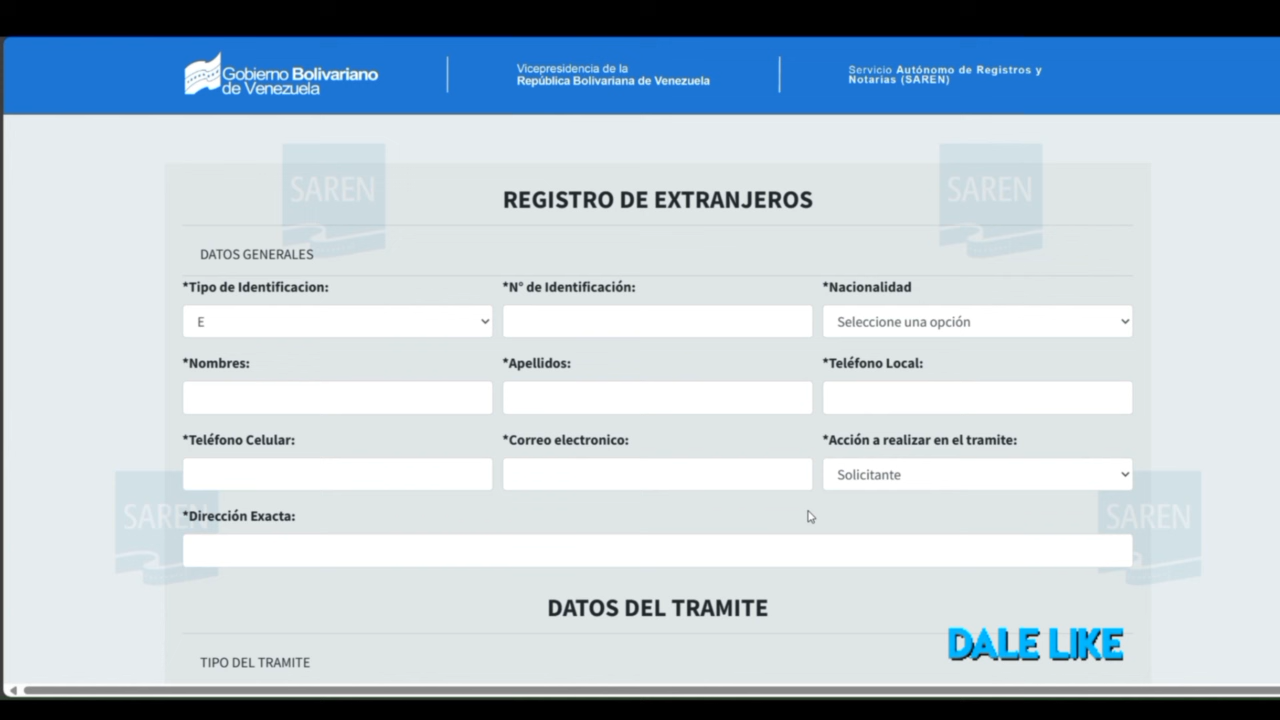 Gobierno Bolivariano
de Venezuela
Vicepresidencia de la
República Bolivariana de Venezuela
Servicio Autónomo de Registros y
Notarias (SAREN)
SAREN
SAREN
REGISTRO DE EXTRANJEROS
DATOS GENERALES
*Tipo de Identificacion:
*N° de Identificación:
*Nacionalidad
E
Seleccione una opción
*Nombres:
*Apellidos:
*Teléfono Local:
*Teléfono Celular:
*Correo electronico:
*Acción a realizar en el tramite:
Solicitante
SAREN
SAREN
*Dirección Exacta:
DATOS DEL TRAMITE
DALE LIKE
TIPO DEL TRAMITE